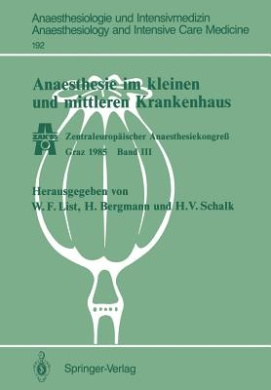 Anaesthesiologie und Intensivmedizin
Anaesthesiology and Intensive Care Medicine
192
Anaesthesie im kleinen
und mittleren Krankenhaus
Zentraleuropäischer Anaesthesiekongreß
Graz 1985 Band III
Herausgegeben von
W. F. List, H. Bergmann und H. V. Schalk
Springer-Verlag